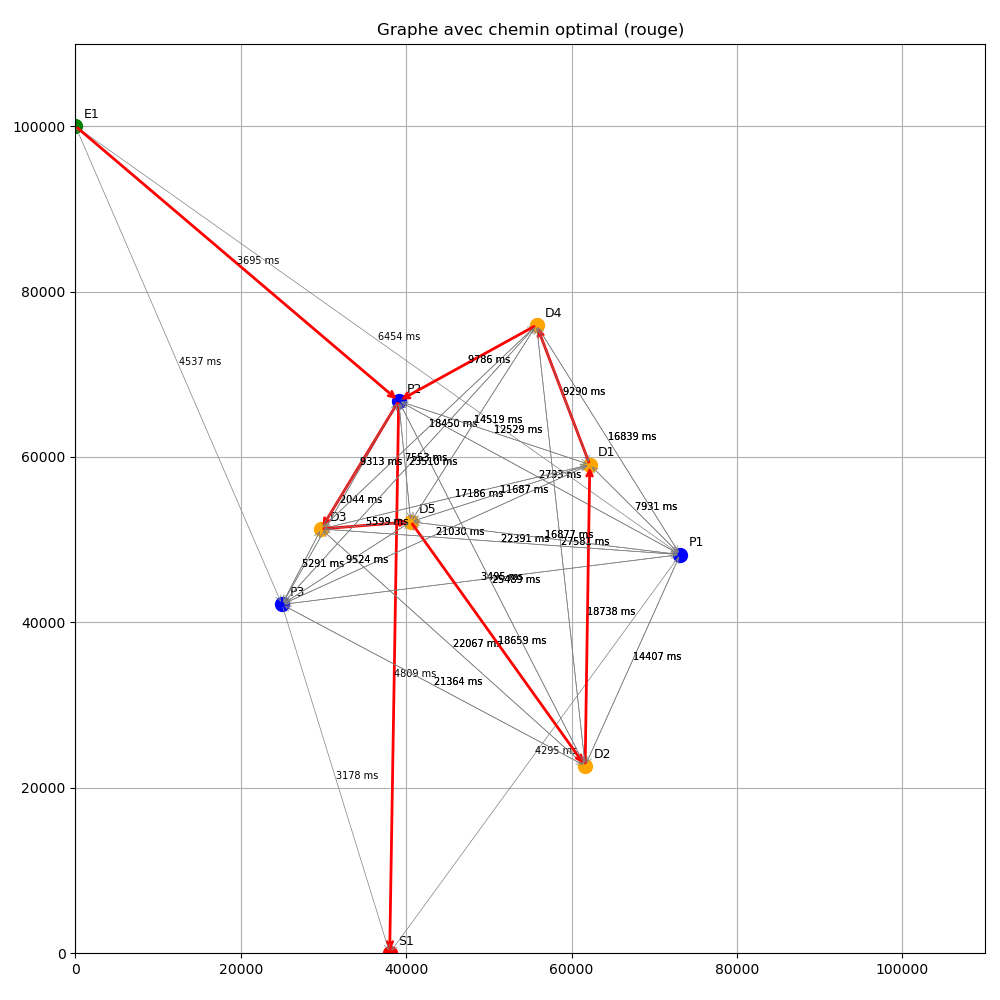 Graphe avec chemin optimal (rouge)
100000
80000
60000
40000
20000
0
E1
3695 ms
6454 ms
4537 ms
D4
9786 ms
9290 ms
P2
14519 ms
18450 ms
12529 ms
16839 ms
7553 ms
23510 ms
9313 ms
D1
2793 ms
11687 ms
17186 ms
2044 ms
7931 ms
D5
D3
5599 ms
21030 ms
16877 ms
22391 ms
27581 ms
P1
9524 ms
5291 ms
3495 ms
25489 ms
P3
18738 ms
18659 ms
22067 ms
14407 ms
4809 ms
21364 ms
4295 ms
D2
3178 ms
S1
0 20000 40000 60000 80000 100000